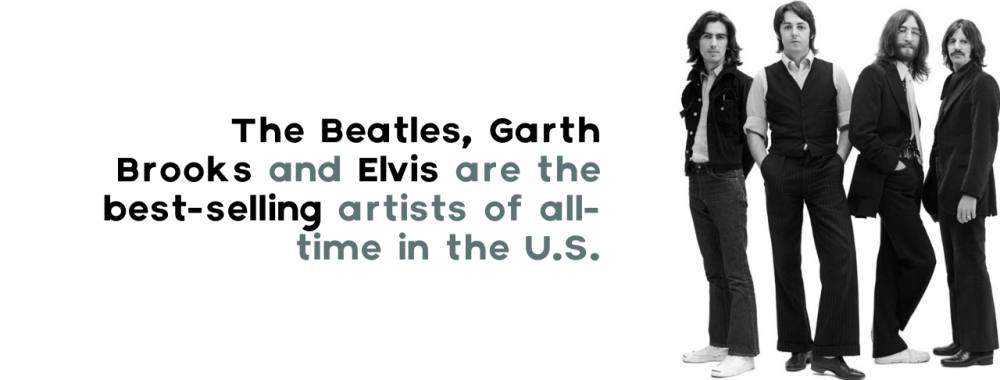 The Beatles, Garth
Brooks and Elvis are the
best-selling artists of all-
time in the U.S.